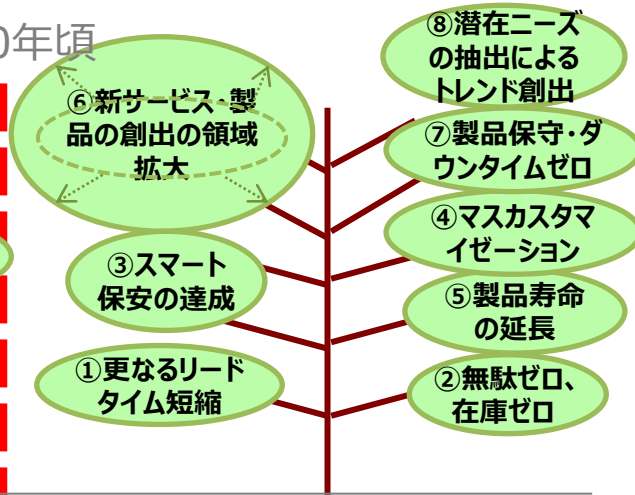 0年頃
⑧潜在ニーズ
の抽出による
トレンド創出
⑥新サービス・製
品の創出の領域
拡大
⑦製品保守・ダ
ウンタイムゼロ
④マスカスタマ
イゼーション
③スマート
保安の達成
⑤製品寿命
の延長
①更なるリード
タイム短縮
②無駄ゼロ、
在庫ゼロ